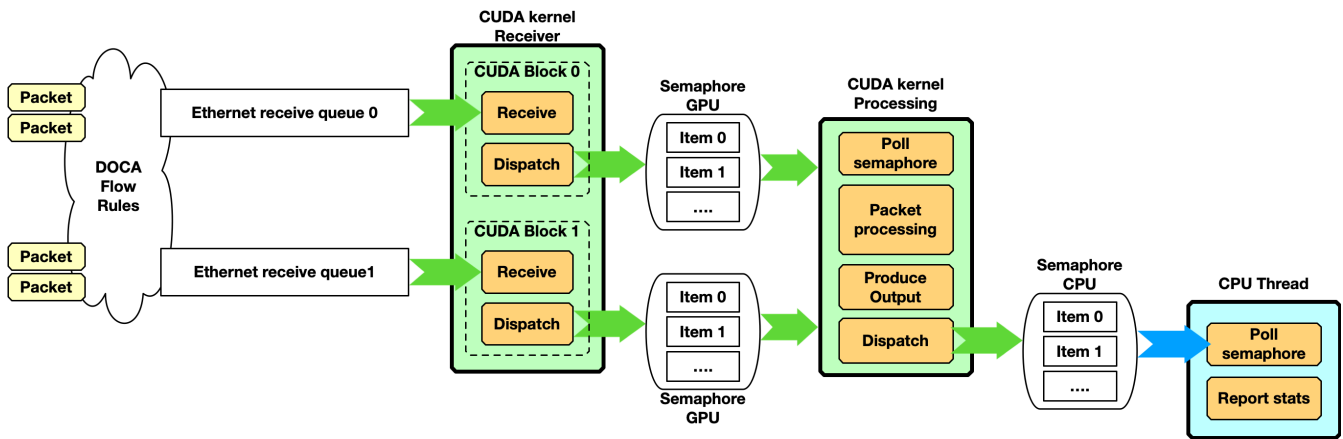 Packet
Packet
Packet
Packet
DOCA
Flow
Rules
Ethernet receive queue 0
Ethernet receive queue1
CUDA kernel
Receiver
CUDA Block 0
Receive
Dispatch
CUDA Block 1
Receive
Dispatch
Semaphore
GPU
Item 0
Item 1
....
Item 0
Item 1
....
Semaphore
GPU
CUDA kernel
Processing
Poll
semaphore
Packet
processing
Produce
Output
Dispatch
Semaphore
CPU
Item 0
Item 1
....
CPU Thread
Poll
semaphore
Report stats